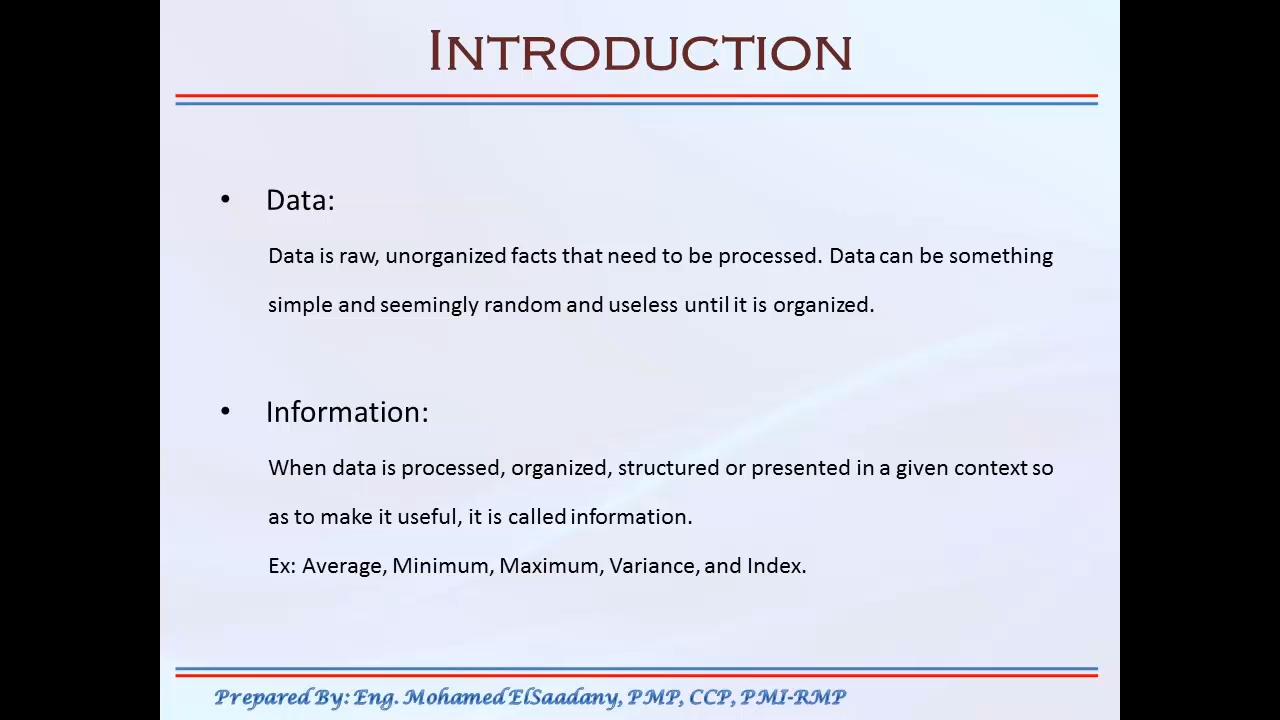 INTRODUCTION
• Data:
Data is raw, unorganized facts that need to be processed. Data can be something
simple and seemingly random and useless until it is organized.
• Information:
When data is processed, organized, structured or presented in a given context so
as to make it useful, it is called information.
Ex: Average, Minimum, Maximum, Variance, and Index.
Prepared By: Eng. Mohamed ElSaadany, PMP, CCP, PMI-RMP